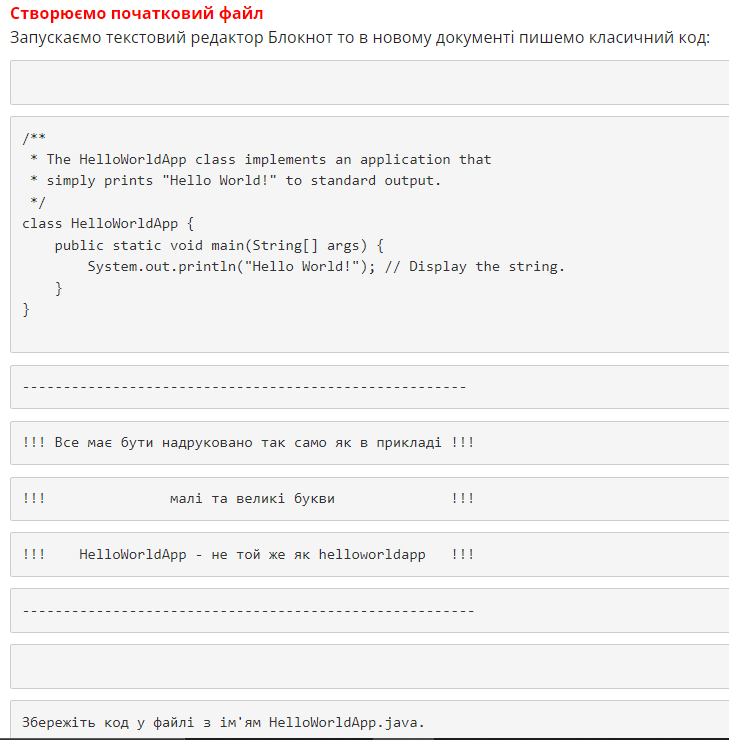 Створюємо початковий файл
Запускаємо текстовий редактор Блокнот то в новому документі пишемо класичний код:
/**
 * The HelloWorldApp class implements an application that
 * simply prints "Hello World!" to standard output.
 */
class HelloWorldApp {
    public static void main(String[] args) {
        System.out.println("Hello World!"); // Display the string.
    }
}
------------------------------------------------------
!!! Все має бути надруковано так само як в прикладі !!!
!!!               малі та великі букви              !!!
!!!    HelloWorldApp - не той же як helloworldapp   !!!
-------------------------------------------------------
Збережіть код у файлі з ім'ям HelloWorldApp.java.